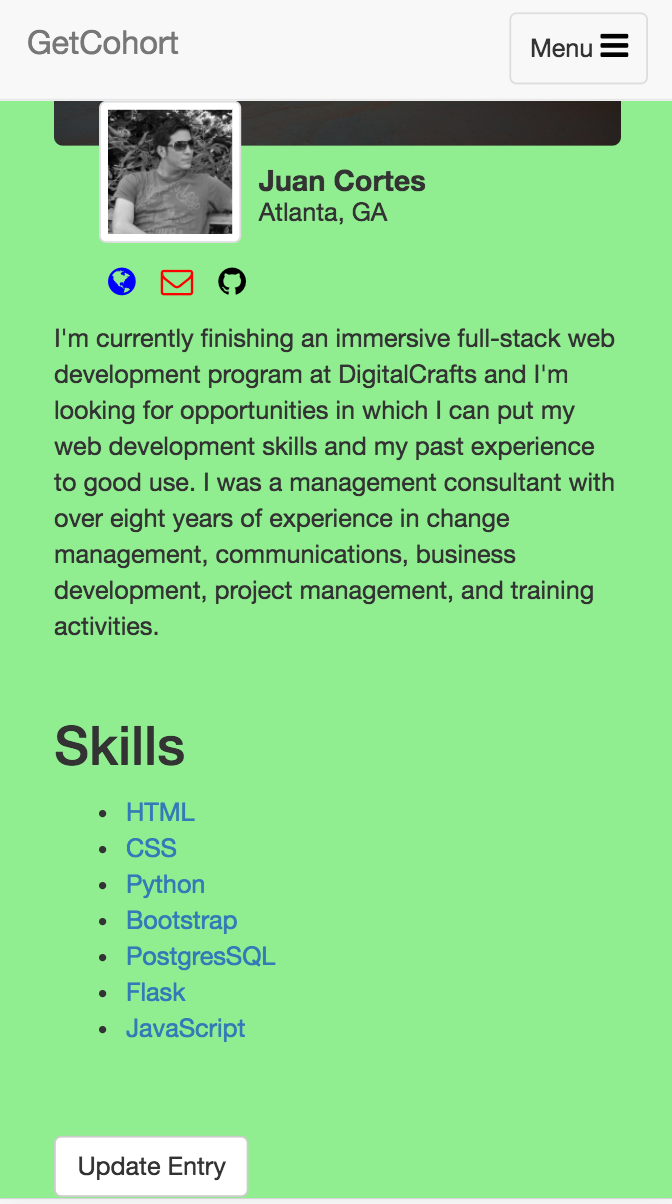 GetCohort
Menu
Juan Cortes
Atlanta, GA
I'm currently finishing an immersive full-stack web
development program at DigitalCrafts and I'm
looking for opportunities in which I can put my
web development skills and my past experience
to good use. I was a management consultant with
over eight years of experience in change
management, communications, business
development, project management, and training
activities.
Skills
• HTML
• CSS
• Python
• Bootstrap
• PostgresSQL
• Flask
• JavaScript
Update Entry